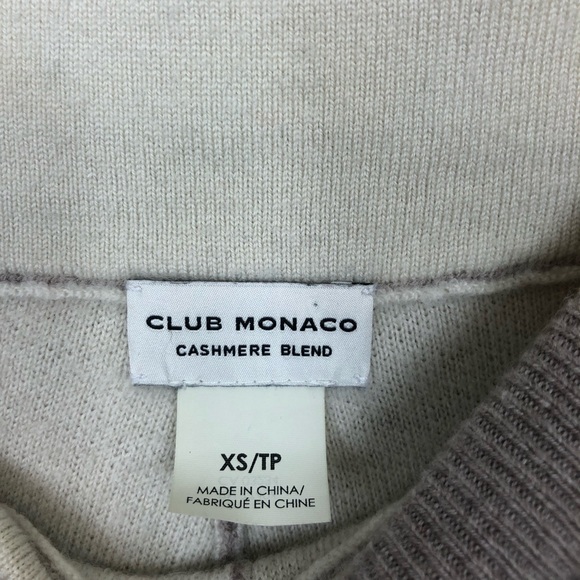 CLUB MONACO
CASHMERE BLEND
XS/TP
MADE IN CHINA/
FABRIQUÉ EN CHINE